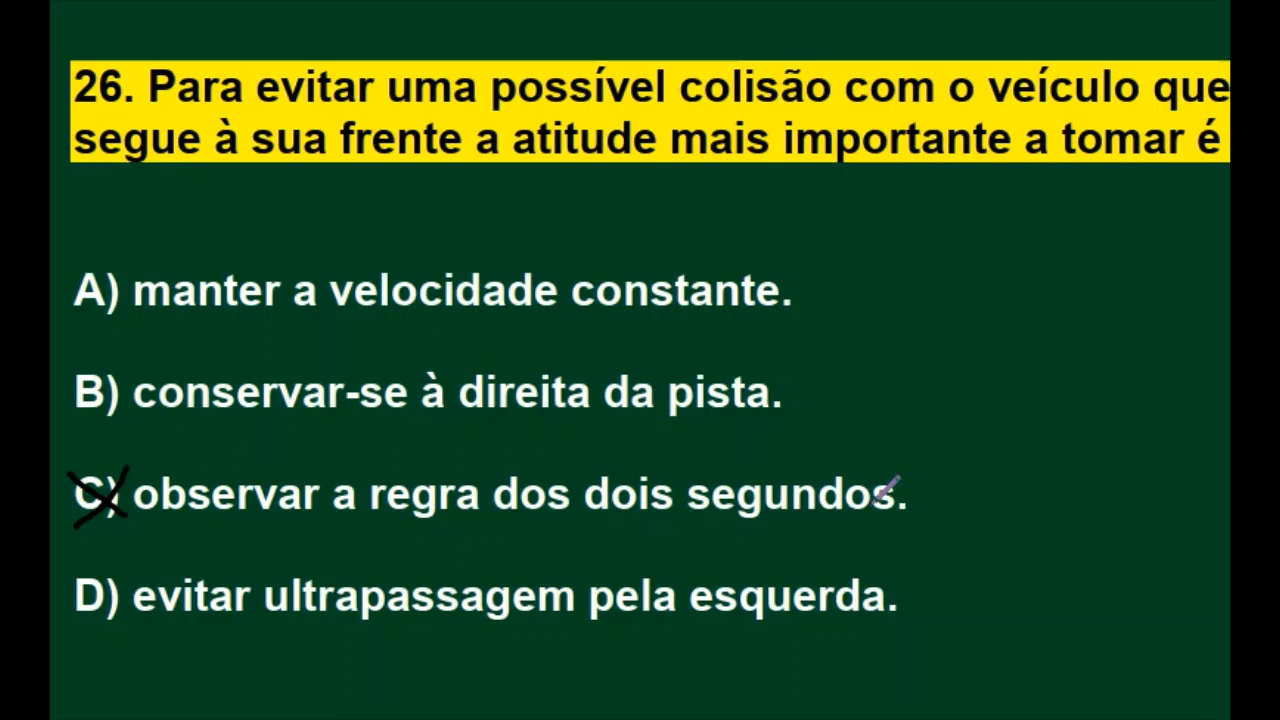 26. Para evitar uma possível colisão com o veículo que
segue à sua frente a atitude mais importante a tomar é
A) manter a velocidade constante.
B) conservar-se à direita da pista.
C) observar a regra dos dois segundos.
D) evitar ultrapassagem pela esquerda.